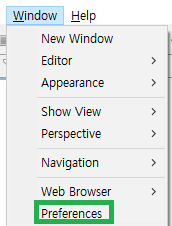 Window Help
New Window
Editor
Appearance
Show View
Perspective
Navigation
Web Browser
Preferences